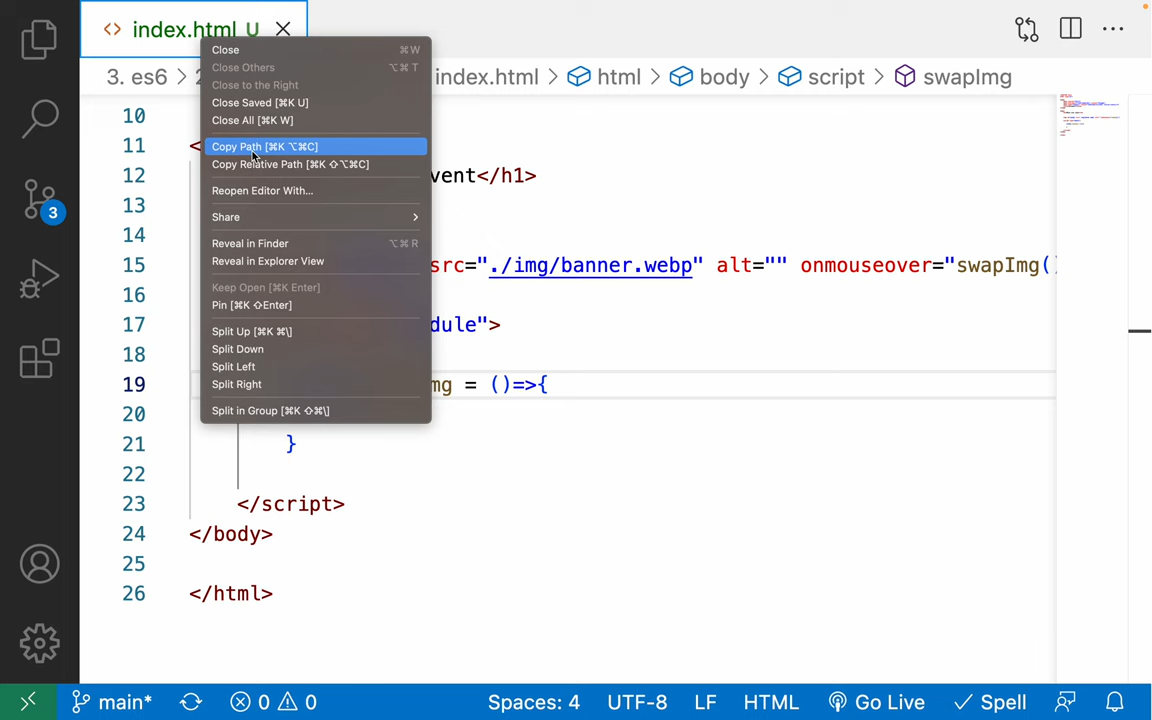 index.html U
Close ⌘W
Close Others ⌥⌘T
Close to the Right
Close Saved [⌘K U]
Close All [⌘K W]
Copy Path [⌘K ⌥⌘C]
Copy Relative Path [⌘K ⇧⌥⌘C]
Reopen Editor With...
Share
Reveal in Finder ⌥⌘R
Reveal in Explorer View
Keep Open [⌘K Enter]
Pin [⌘K ⇧Enter]
Split Up [⌘K ⌘\]
Split Down
Split Left
Split Right
Split in Group [⌘K ⇧⌘\]
3. es6 > 2 index.html > html > body > script > swapImg
10
11 <
12 vent</h1>
13
14
15 src="./img/banner.webp" alt="" onmouseover="swapImg()
16
17 dule">
18
19 mg = ()=>{
20
21 }
22
23 </script>
24 </body>
25
26 </html>
3
main* 0 0 Spaces: 4 UTF-8 LF HTML Go Live Spell